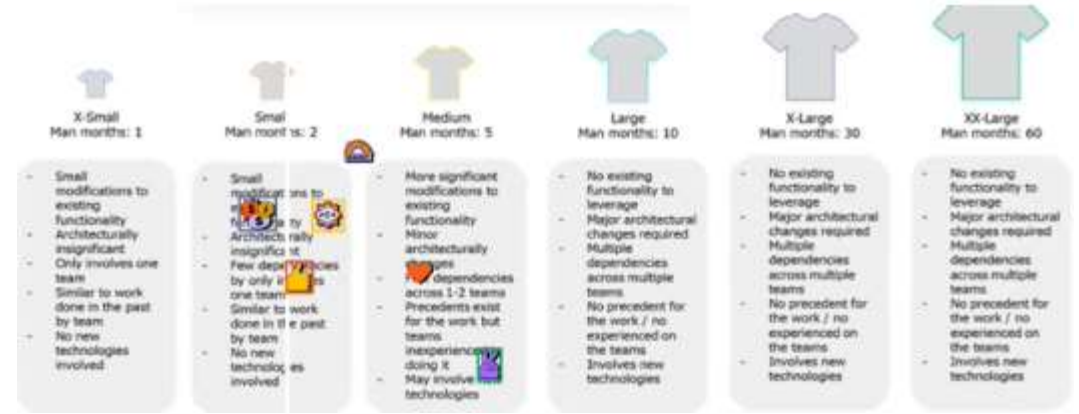 X-Small
Man months: 1
- Small
modifications to
existing
functionality
- Architecturally
insignificant
- Only involves one
team
- Similar to work
done in the past
by team
- No new
technologies
involved
Smal
Man mont s: 2
- Small
modificat ns to
- Architectu rally
insignific nt
- Few depe cies
by only i
one team
- Similar to work
done in the past
by team
- No new
technolog es
involved
Medium
Man months: 5
- More significant
modifications to
existing
functionality
- Minor
architecturally
- dependencies
across 1-2 teams
- Precedents exist
for the work but
teams
inexperience
doing it
- May involve
technologies
Large
Man months: 10
- No existing
functionality to
leverage
- Major architectural
changes required
- Multiple
dependencies
across multiple
teams
- No precedent for
the work / no
experienced on
the teams
- Involves new
technologies
X-Large
Man months: 30
- No existing
functionality to
leverage
- Major architectural
changes required
- Multiple
dependencies
across multiple
teams
- No precedent for
the work / no
experienced on
the teams
- Involves new
technologies
XX-Large
Man months: 60
- No existing
functionality to
leverage
- Major architectural
changes required
- Multiple
dependencies
across multiple
teams
- No precedent for
the work / no
experienced on
the teams
- Involves new
technologies